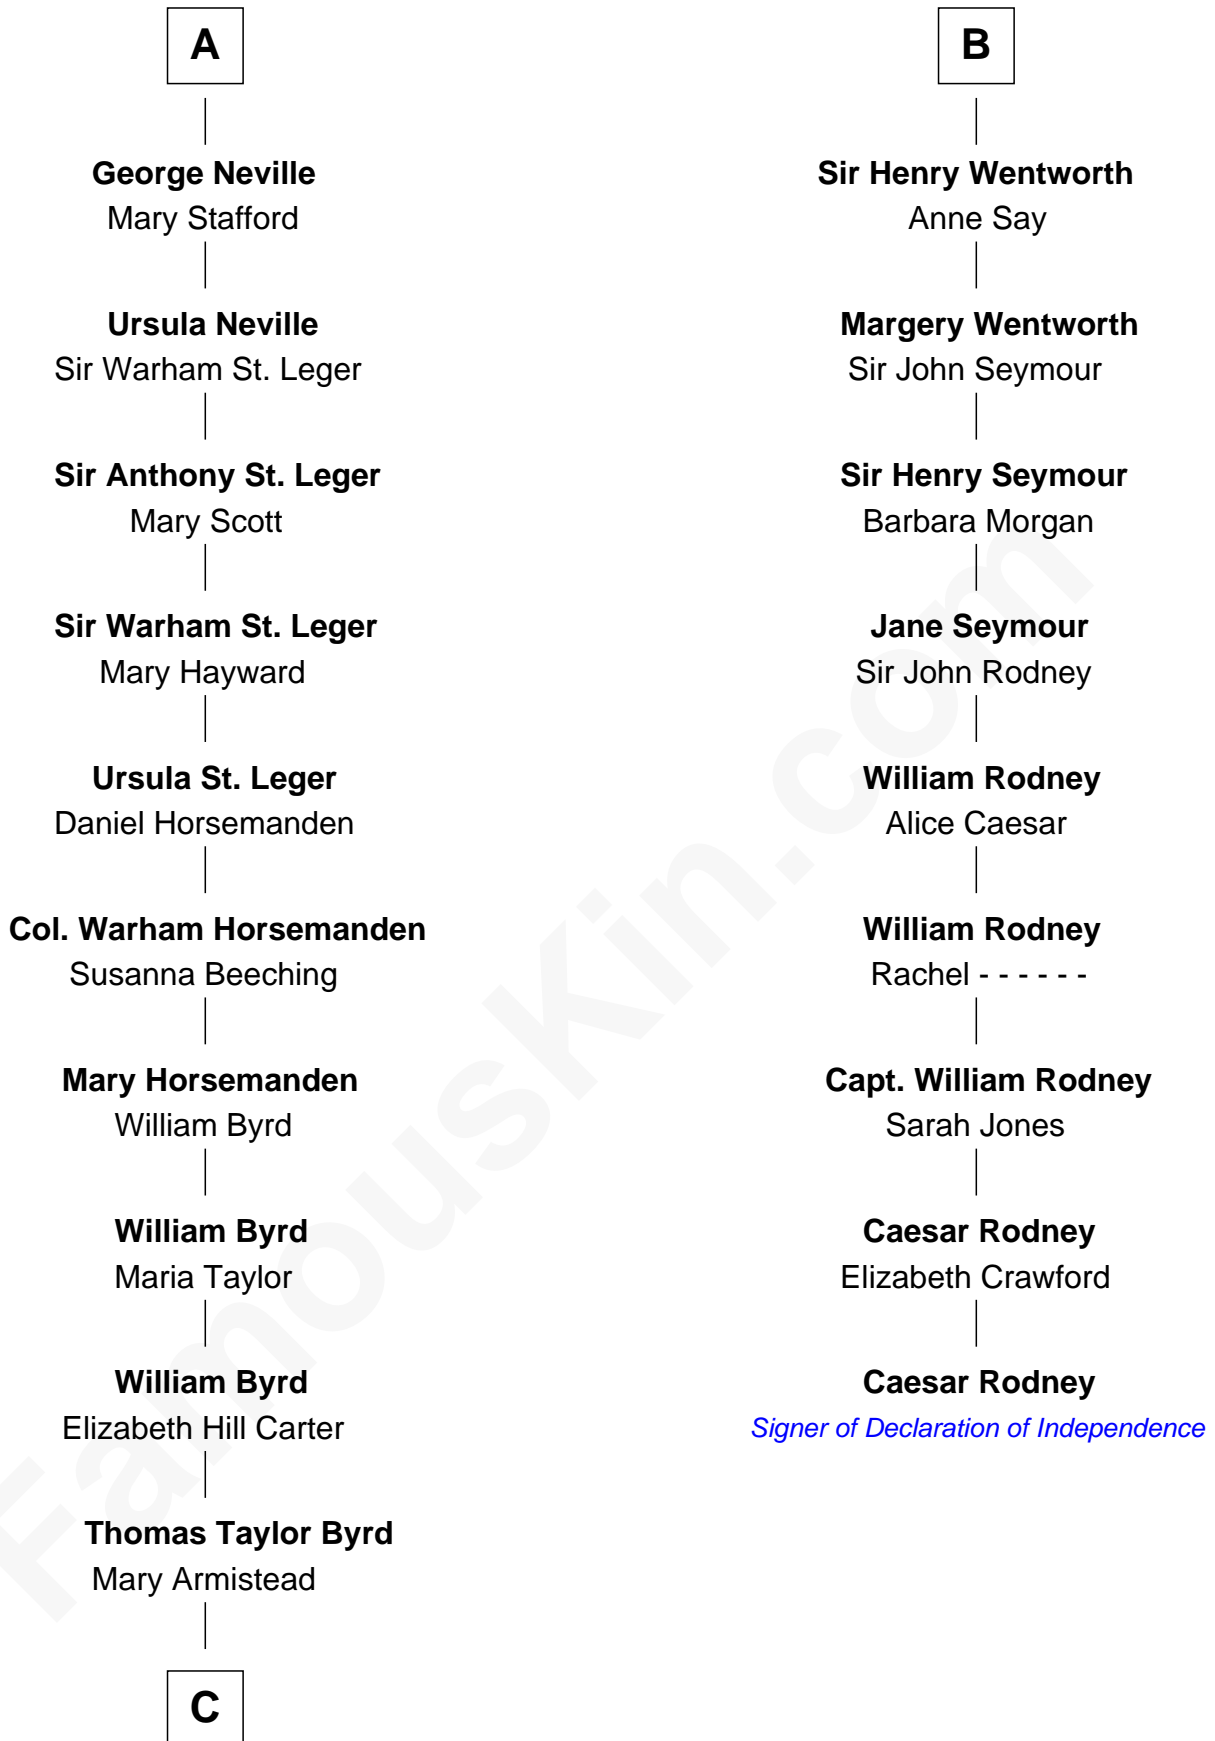 A
George Neville
Mary Stafford
Ursula Neville
Sir Warham St. Leger
Sir Anthony St. Leger
Mary Scott
Sir Warham St. Leger
Mary Hayward
Ursula St. Leger
Daniel Horsemanden
Col. Warham Horsemanden
Susanna Beeching
Mary Horsemanden
William Byrd
William Byrd
Maria Taylor
William Byrd
Elizabeth Hill Carter
Thomas Taylor Byrd
Mary Armistead
C
B
Sir Henry Wentworth
Anne Say
Margery Wentworth
Sir John Seymour
Sir Henry Seymour
Barbara Morgan
Jane Seymour
Sir John Rodney
William Rodney
Alice Caesar
William Rodney
Rachel - - - - - -
Capt. William Rodney
Sarah Jones
Caesar Rodney
Elizabeth Crawford
Caesar Rodney
Signer of Declaration of Independence
FamousKin.com